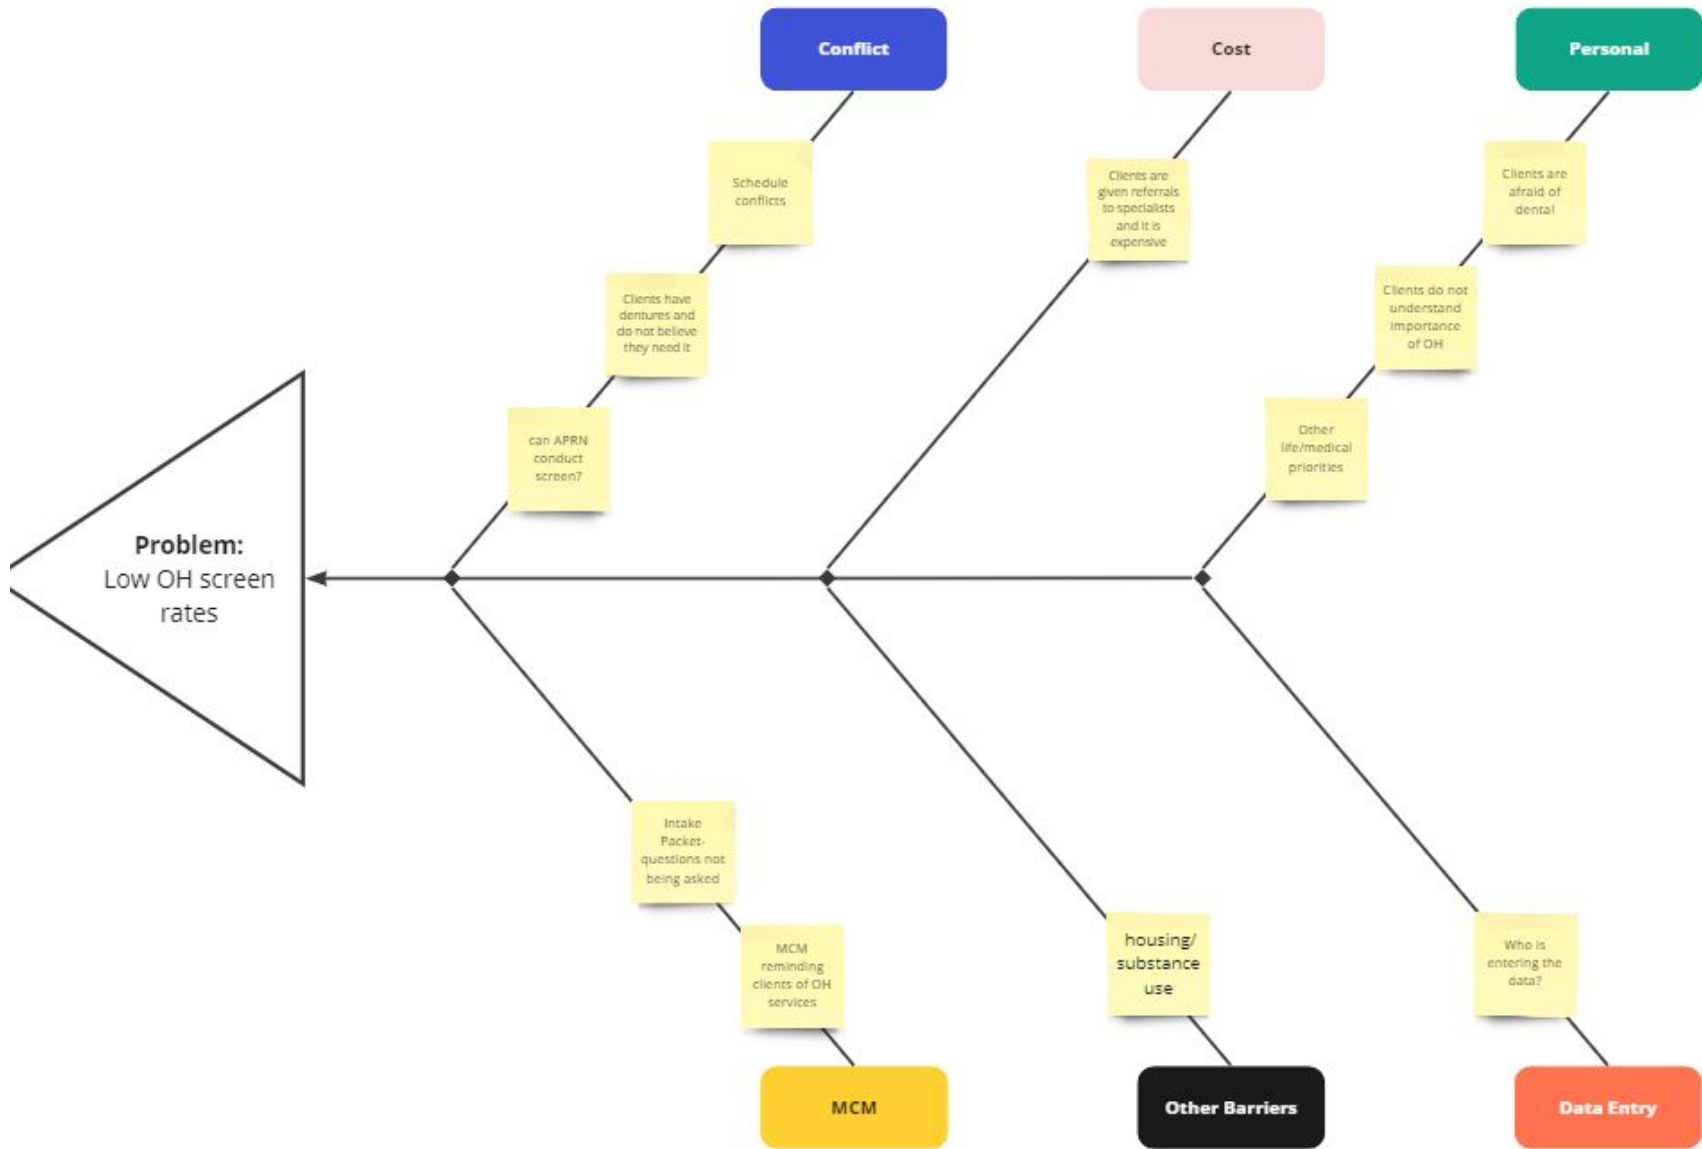 Conflict
Cost
Personal
Schedule
conflicts
Clients are
given referrals
to specialists
and it is
expensive
Clients are
afraid of
dental
Clients have
dentures and
do not believe
they need it
Clients do not
understand
importance
of OH
can APRN
conduct
screen?
Other
life/medical
priorities
Problem:
Low OH screen
rates
Intake
Packet-
questions not
being asked
MCM
reminding
clients of OH
services
housing/
substance
use
Who is
entering the
data?
MCM
Other Barriers
Data Entry